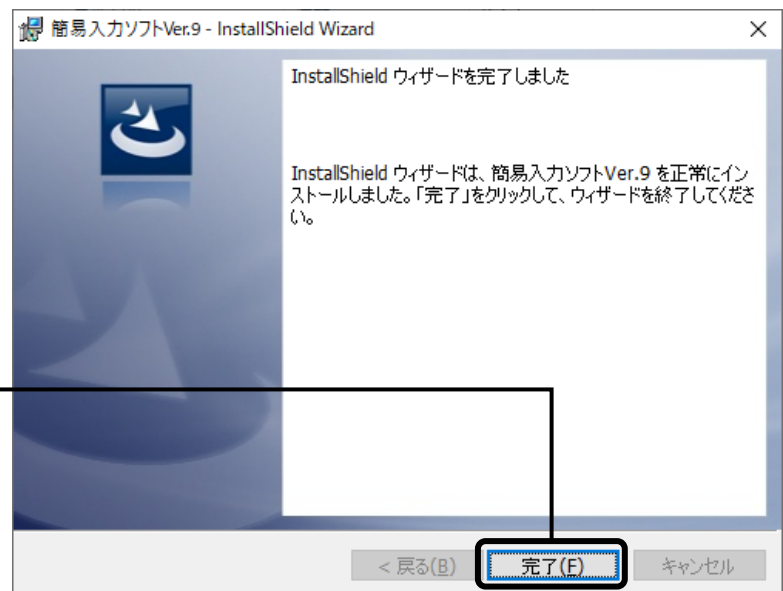 簡易入力ソフトVer.9 - InstallShield Wizard
InstallShield ウィザードを完了しました
InstallShield ウィザードは、簡易入力ソフトVer.9 を正常にイン
ストールしました。「完了」をクリックして、ウィザードを終了してくださ
い。
< 戻る(B) 完了(F) キャンセル